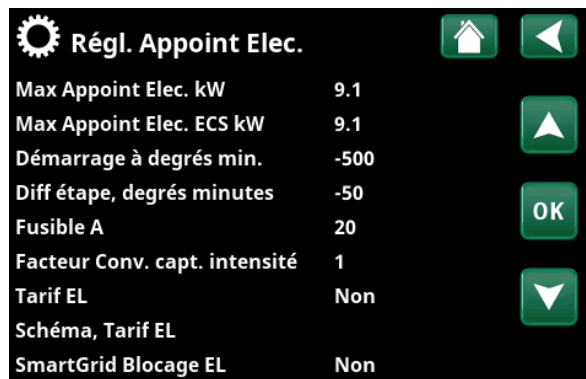 Régl. Appoint Elec.
Max Appoint Elec. kW 9.1
Max Appoint Elec. ECS kW 9.1
Démarrage à degrés min. -500
Diff étape, degrés minutes -50
OK
Fusible A 20
Facteur Conv. capt. intensité 1
Tarif EL Non
Schéma, Tarif EL
SmartGrid Blocage EL Non